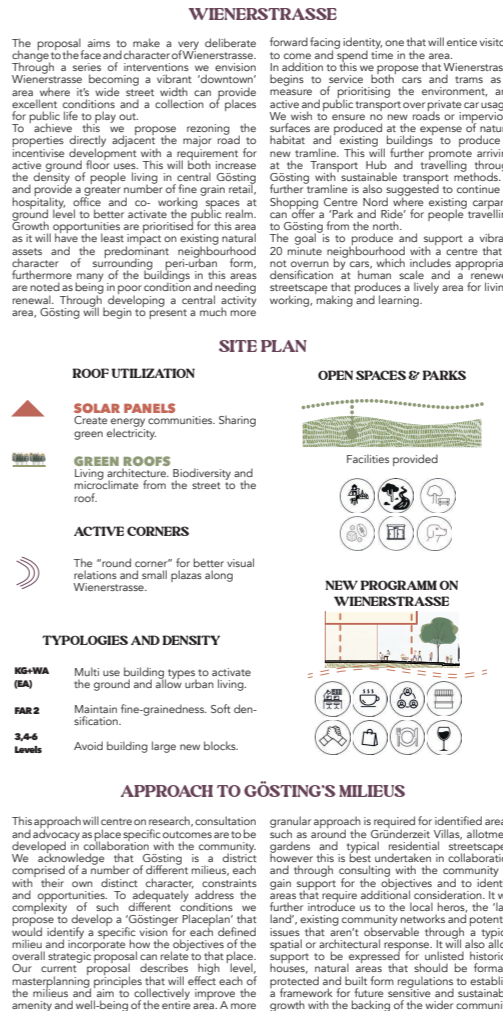 WIENERSTRASSE
The proposal aims to make a very deliberate
change to the face and character of Wienerstrasse.
Through a series of interventions we envision
Wienerstrasse becoming a vibrant ‘downtown’
area where it’s wide street width can provide
excellent conditions and a collection of places
for public life to play out.
To achieve this we propose rezoning the
properties directly adjacent the major road to
incentivise development with a requirement for
active ground floor uses. This will both increase
the density of people living in central Gösting
and provide a greater number of fine grain retail,
hospitality, office and co- working spaces at
ground level to better activate the public realm.
Growth opportunities are prioritised for this area
as it will have the least impact on existing natural
assets and the predominant neighbourhood
character of surrounding peri-urban form,
furthermore many of the buildings in this areas
are noted as being in poor condition and needing
renewal. Through developing a central activity
area, Gösting will begin to present a much more
forward facing identity, one that will entice
to come and spend time in the area.
In addition to this we propose that
begins to service both cars and trams as
measure of prioritising the environment,
active and public transport over private car
We wish to ensure no new roads or
surfaces are produced at the expense of
habitat and existing buildings to produce
new tramline. This will further promote
at the Transport Hub and travelling
Gösting with sustainable transport methods.
further tramline is also suggested to continue
Shopping Centre Nord where existing
can offer a ‘Park and Ride’ for people
to Gösting from the north.
The goal is to produce and support a
20 minute neighbourhood with a centre that
not overrun by cars, which includes
densification at human scale and a
streetscape that produces a lively area for
working, making and learning.
SITE PLAN
ROOF UTILIZATION
SOLAR PANELS
Create energy communities. Sharing
green electricity.
GREEN ROOFS
Living architecture. Biodiversity and
microclimate from the street to the
roof.
ACTIVE CORNERS
The “round corner” for better visual
relations and small plazas along
Wienerstrasse.
TYPOLOGIES AND DENSITY
KG+WA
(EA)
Multi use building types to activate
the ground and allow urban living.
FAR 2
Maintain fine-grainedness. Soft den-
sification.
3,4-6
Levels
Avoid building large new blocks.
OPEN SPACES & PARKS
Facilities provided
NEW PROGRAMM ON
WIENERSTRASSE
APPROACH TO GÖSTING’S MILIEUS
This approach will centre on research, consultation
and advocacy as place specific outcomes are to be
developed in collaboration with the community.
We acknowledge that Gösting is a district
comprised of a number of different milieus, each
with their own distinct character, constraints
and opportunities. To adequately address the
complexity of such different conditions we
propose to develop a ‘Göstinger Placeplan’ that
would identify a specific vision for each defined
milieu and incorporate how the objectives of the
overall strategic proposal can relate to that place.
Our current proposal describes high level,
masterplanning principles that will effect each of
the milieus and aim to collectively improve the
amenity and well-being of the entire area. A more
granular approach is required for identified
such as around the Gründerzeit Villas,
gardens and typical residential
however this is best undertaken in
and through consulting with the community
gain support for the objectives and to
areas that require additional consideration. It
further introduce us to the local heros, the
land’, existing community networks and
issues that aren’t observable through a
spatial or architectural response. It will also
support to be expressed for unlisted
houses, natural areas that should be
protected and built form regulations to
a framework for future sensitive and
growth with the backing of the wider